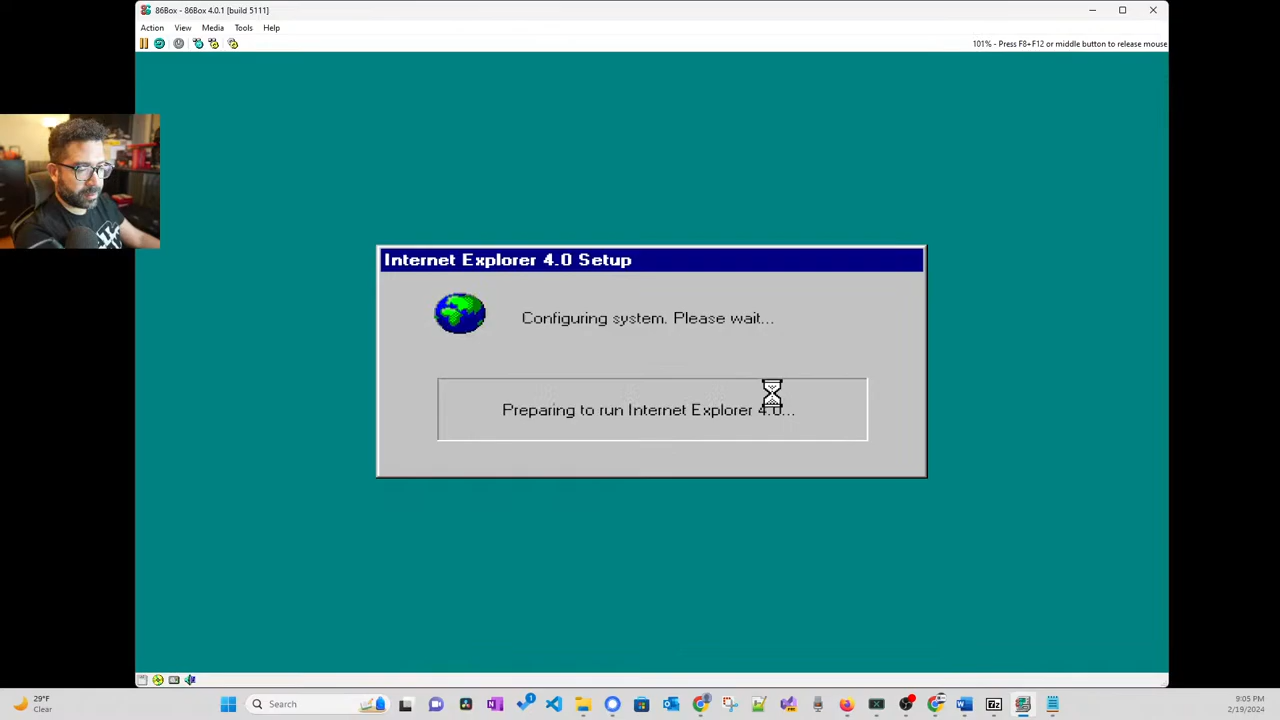 86Box - 86Box 4.0.1 [build 5111]
Action View Media Tools Help
101% - Press F8+F12 or middle button to release mouse
Internet Explorer 4.0 Setup
Configuring system. Please wait...
Preparing to run Internet Explorer 4.0...
29°F
Clear
Search
1
Zz
9:05 PM
2/19/2024